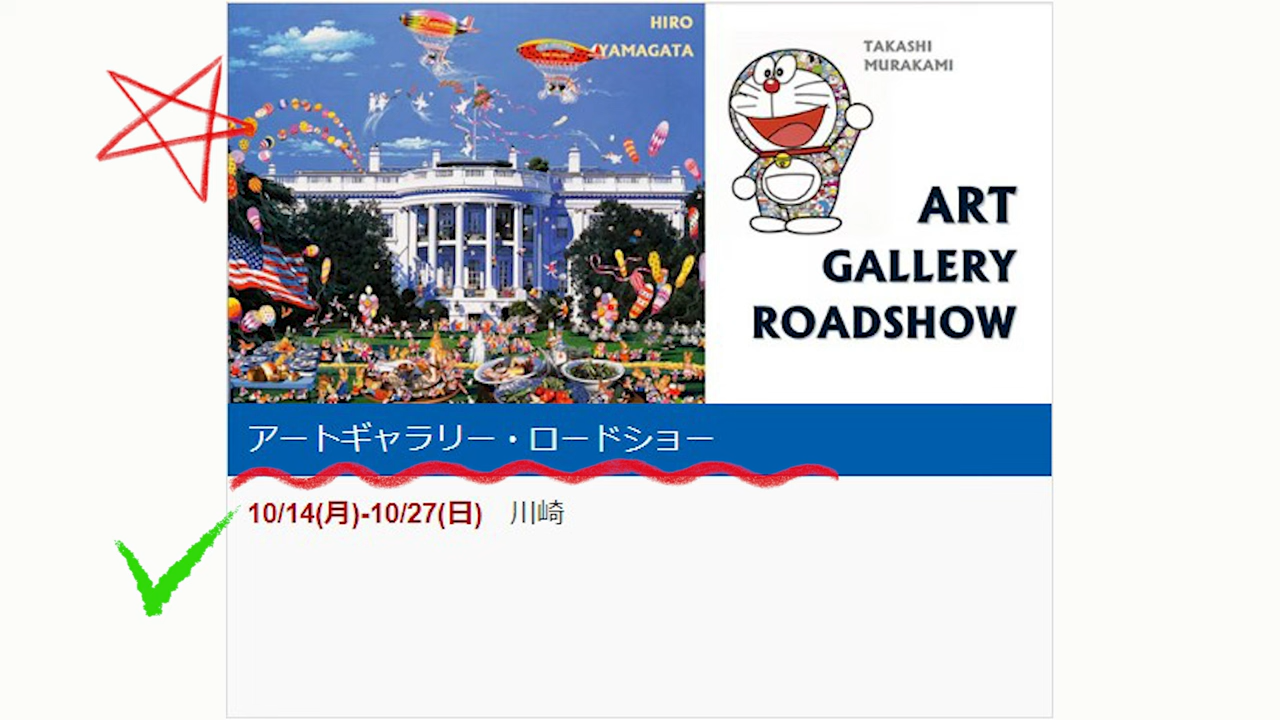 HIRO
YAMAGATA
TAKASHI
MURAKAMI
ART
GALLERY
ROADSHOW
アートギャラリー・ロードショー
10/14(月)-10/27(日) 川崎